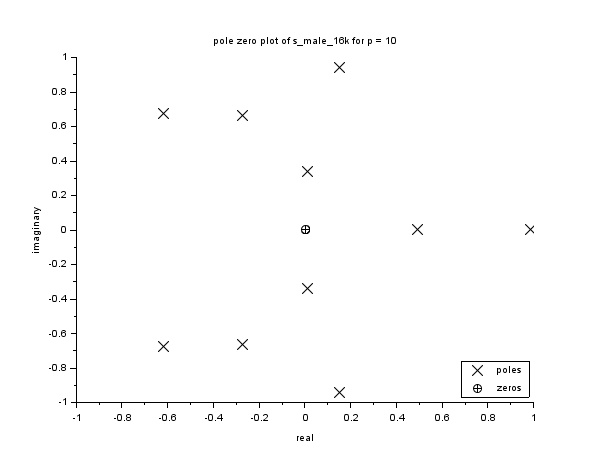 pole zero plot of s_male_16k for p = 10
1
0.8
0.6
0.4
0.2
0
-0.2
-0.4
-0.6
-0.8
-1
imaginary
poles
zeros
-1 -0.8 -0.6 -0.4 -0.2 0 0.2 0.4 0.6 0.8 1
real